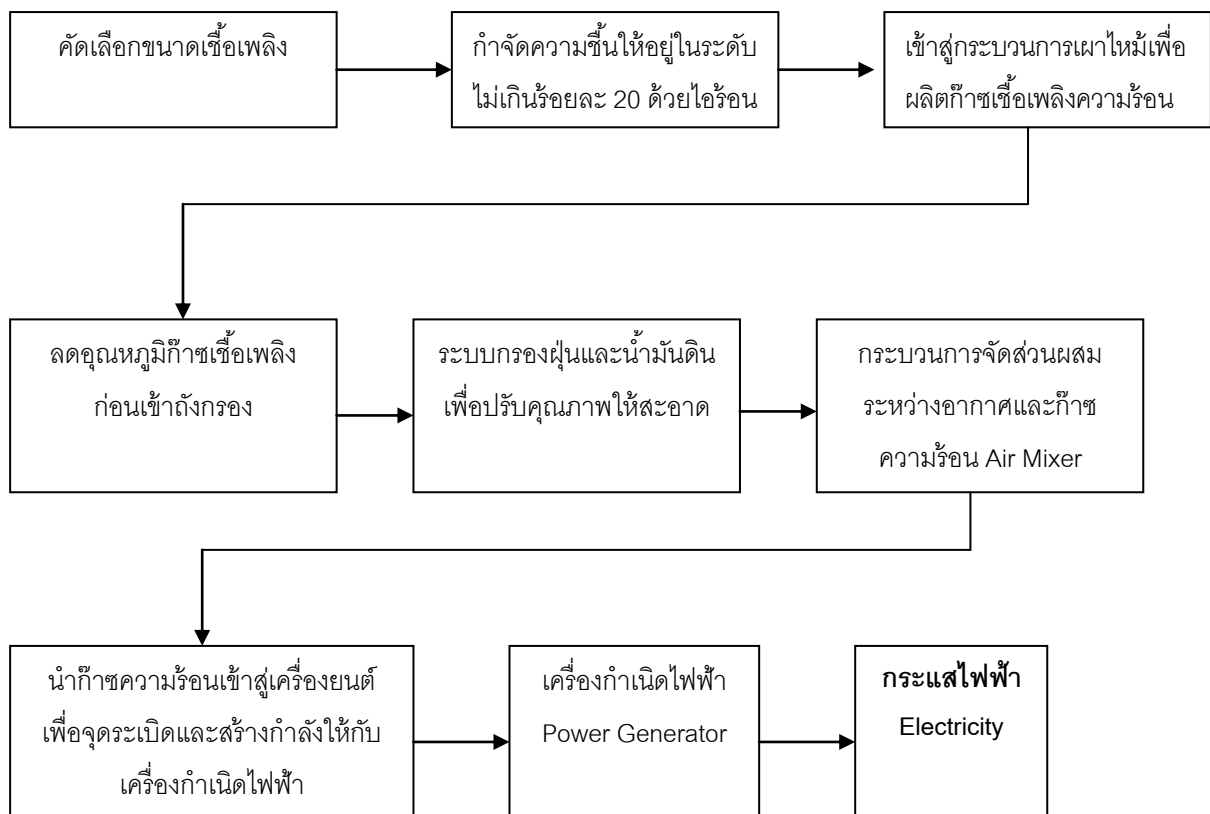 คัดเลือกขนาดเชื้อเพลิง
กำจัดความชื้นให้อยู่ในระดับ
ไม่เกินร้อยละ 20 ด้วยไอร้อน
เข้าสู่กระบวนการเผาไหม้เพื่อ
ผลิตก๊าซเชื้อเพลิงความร้อน
ลดอุณหภูมิก๊าซเชื้อเพลิง
ก่อนเข้าถังกรอง
ระบบกรองฝุ่นและน้ำมันดิน
เพื่อปรับคุณภาพให้สะอาด
กระบวนการจัดส่วนผสม
ระหว่างอากาศและก๊าซ
ความร้อน Air Mixer
นำก๊าซความร้อนเข้าสู่เครื่องยนต์
เพื่อจุดระเบิดและสร้างกำลังให้กับ
เครื่องกำเนิดไฟฟ้า
เครื่องกำเนิดไฟฟ้า
Power Generator
กระแสไฟฟ้า
Electricity